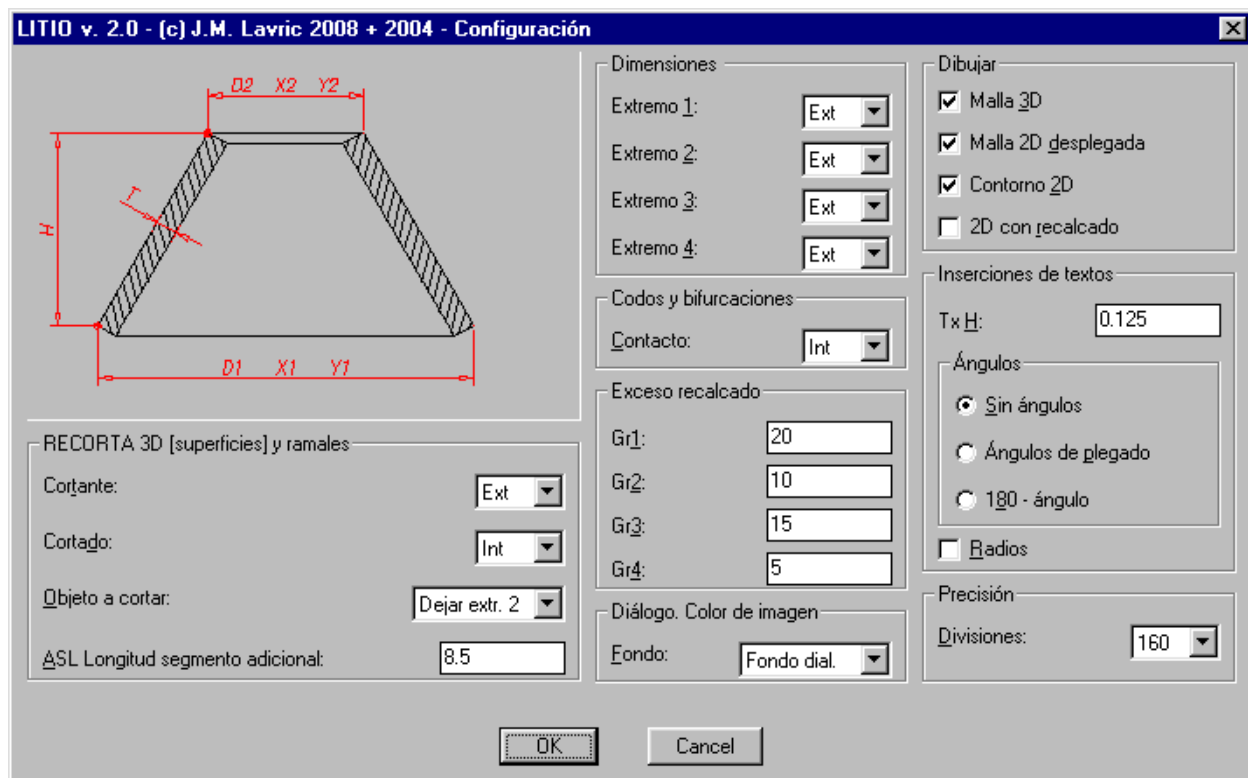 LITIO v. 2.0 - (c) J.M. Lavric 2008 + 2004 - Configuración
D2 X2 Y2
T
H
D1 X1 Y1
RECORTA 3D [superficies] y ramales
Cortante: Ext
Cortado: Int
Objeto a cortar: Dejar extr. 2
ASL Longitud segmento adicional: 8.5
Dimensiones
Extremo 1: Ext
Extremo 2: Ext
Extremo 3: Ext
Extremo 4: Ext
Codos y bifurcaciones
Contacto: Int
Exceso recalcado
Gr1: 20
Gr2: 10
Gr3: 15
Gr4: 5
Diálogo. Color de imagen
Fondo: Fondo dial.
Dibujar
Malla 3D
Malla 2D desplegada
Contorno 2D
2D con recalcado
Inserciones de textos
Tx H: 0.125
Ángulos
Sin ángulos
Ángulos de plegado
180 - ángulo
Radios
Precisión
Divisiones: 160
OK Cancel